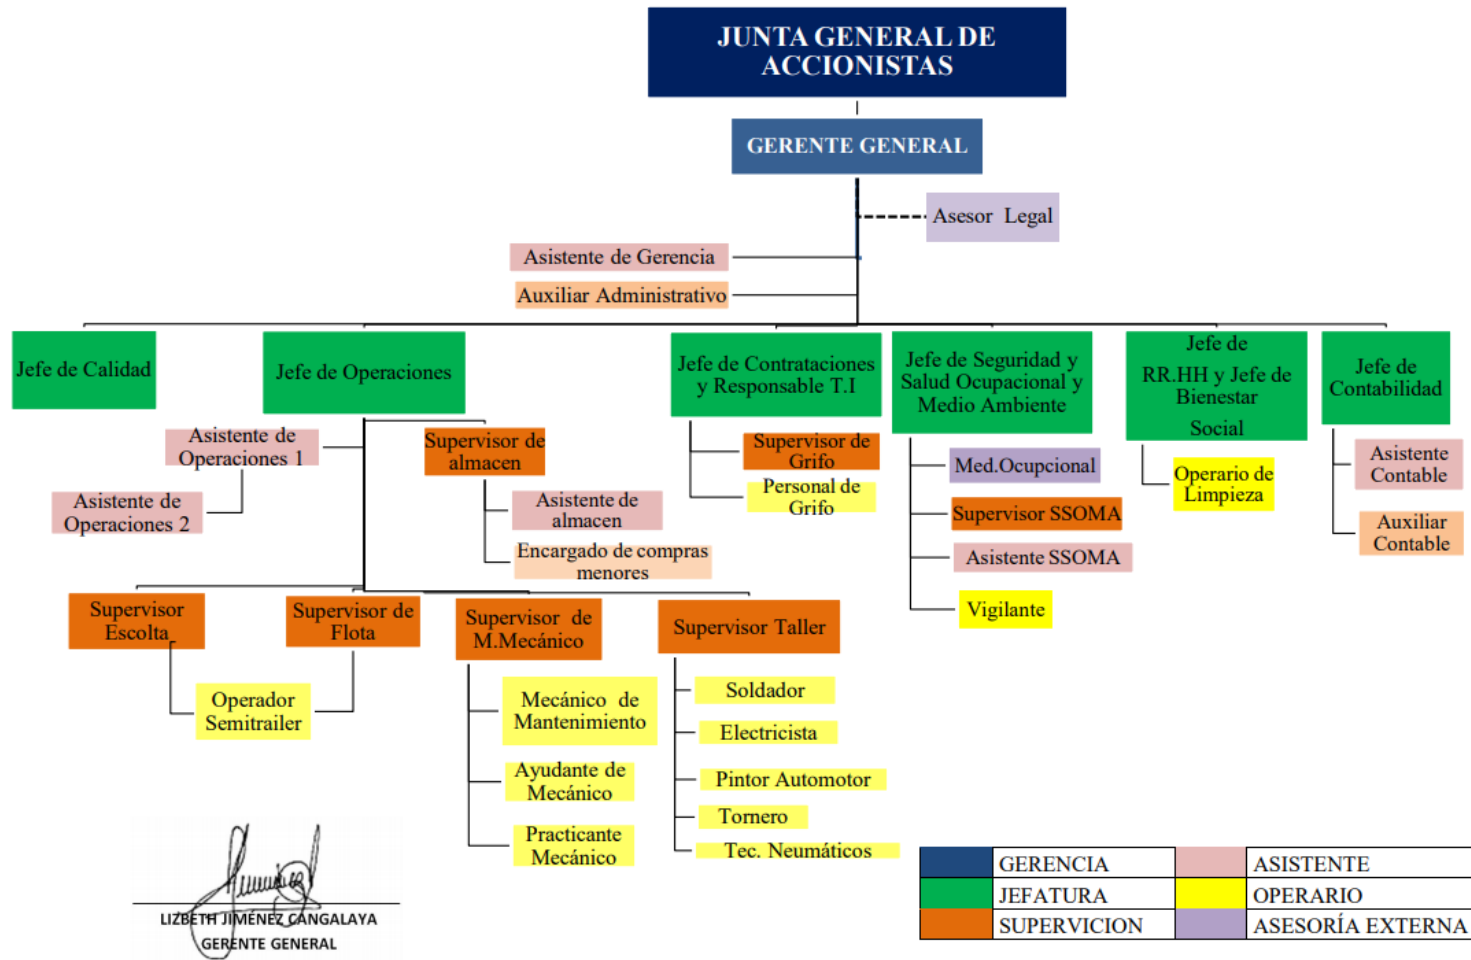 JUNTA GENERAL DE
ACCIONISTAS
GERENTE GENERAL
Asesor Legal
Asistente de Gerencia
Auxiliar Administrativo
Jefe de Calidad
Jefe de Operaciones
Jefe de Contrataciones
y Responsable T.I
Jefe de Seguridad y
Salud Ocupacional y
Medio Ambiente
Jefe de
RR.HH y Jefe de
Bienestar
Social
Jefe de
Contabilidad
Asistente de
Operaciones 1
Asistente de
Operaciones 2
Supervisor de
almacen
Asistente de
almacen
Encargado de compras
menores
Supervisor de
Grifo
Personal de
Grifo
Med.Ocupcional
Supervisor SSOMA
Asistente SSOMA
Vigilante
Operario de
Limpieza
Asistente
Contable
Auxiliar
Contable
Supervisor
Escolta
Supervisor de
Flota
Supervisor de
M.Mecánico
Supervisor Taller
Operador
Semitrailer
Mecánico de
Mantenimiento
Ayudante de
Mecánico
Practicante
Mecánico
Soldador
Electricista
Pintor Automotor
Tornero
Tec. Neumáticos
LIZBETH JIMÉNEZ CANGALAYA
GERENTE GENERAL
GERENCIA
ASISTENTE
JEFATURA
OPERARIO
SUPERVICION
ASESORÍA EXTERNA